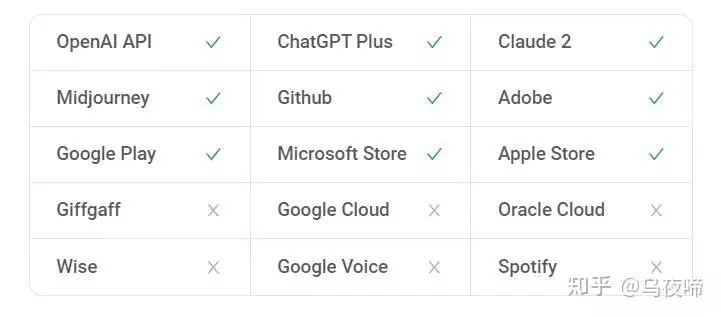 OpenAI API ✓ ChatGPT Plus ✓ Claude 2 ✓
Midjourney ✓ Github ✓ Adobe ✓
Google Play ✓ Microsoft Store ✓ Apple Store ✓
Giffgaff × Google Cloud × Oracle Cloud ×
Wise × Google Voice × Spotify ×
知乎 @乌夜啼